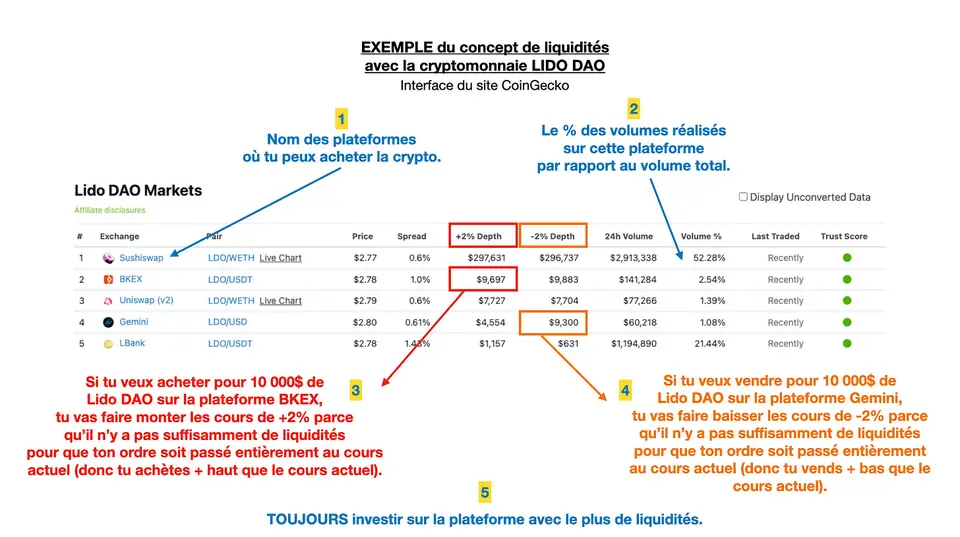 EXEMPLE du concept de liquidités
avec la cryptomonnaie LIDO DAO
Interface du site CoinGecko
1
Nom des plateformes
où tu peux acheter la crypto.
2
Le % des volumes réalisés
sur cette plateforme
par rapport au volume total.
Lido DAO Markets
Affiliate disclosures
Display Unconverted Data
# Exchange Pair Price Spread +2% Depth -2% Depth 24h Volume Volume % Last Traded Trust Score
1 Sushiswap LDO/WETH Live Chart $2.77 0.6% $297,631 $296,737 $2,913,338 52.28% Recently
2 BKEX LDO/USDT $2.78 1.0% $9,697 $9,883 $141,284 2.54% Recently
3 Uniswap (v2) LDO/WETH Live Chart $2.79 0.6% $7,727 $7,704 $77,266 1.39% Recently
4 Gemini LDO/USD $2.80 0.61% $4,554 $9,300 $60,218 1.08% Recently
5 LBank LDO/USDT $2.78 1.43% $1,157 $631 $1,194,890 21.44% Recently
3
Si tu veux acheter pour 10 000$ de
Lido DAO sur la plateforme BKEX,
tu vas faire monter les cours de +2% parce
qu'il n'y a pas suffisamment de liquidités
pour que ton ordre soit passé entièrement au cours
actuel (donc tu achètes + haut que le cours actuel).
4
Si tu veux vendre pour 10 000$ de
Lido DAO sur la plateforme Gemini,
tu vas faire baisser les cours de -2% parce
qu'il n'y a pas suffisamment de liquidités
pour que ton ordre soit passé entièrement
au cours actuel (donc tu vends + bas que le
cours actuel).
5
TOUJOURS investir sur la plateforme avec le plus de liquidités.